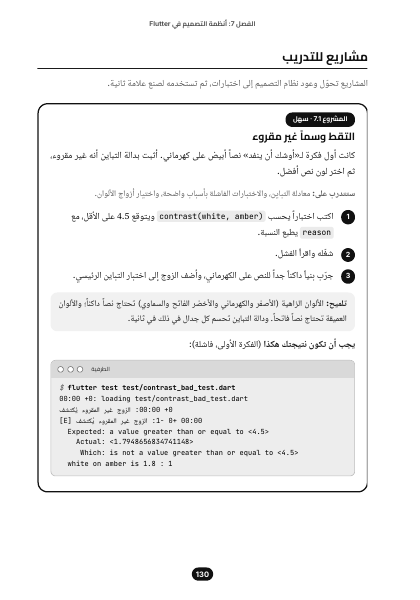 الفصل 7: أنظمة التصميم في Flutter
مشاريع للتدريب
المشاريع تحوّل وعود نظام التصميم إلى اختبارات، ثم تستخدمه لصنع علامة ثانية.
المشروع 7.1 · سهل
التقط وسماً غير مقروء
كانت أول فكرة لـ«أوشك أن ينفد» نصاً أبيض على كهرماني. أثبت بدالة التباين أنه غير مقروء،
ثم اختر لون نص أفضل.
ستتدرب على: معادلة التباين، والاختبارات الفاشلة بأسباب واضحة، واختيار أزواج الألوان.
1 اكتب اختباراً يحسب contrast(white, amber) ويتوقع 4.5 على الأقل، مع
reason يطبع النسبة.
2 شغّله واقرأ الفشل.
3 جرّب بنياً داكناً جداً للنص على الكهرماني، وأضف الزوج إلى اختبار التباين الرئيسي.
تلميح: الألوان الزاهية (الأصفر والكهرماني والأخضر الفاتح والسماوي) تحتاج نصاً داكناً؛ والألوان
العميقة تحتاج نصاً فاتحاً. ودالة التباين تحسم كل جدال في ذلك في ثانية.
يجب أن تكون نتيجتك هكذا (الفكرة الأولى، فاشلة):
الطرفية
$ flutter test test/contrast_bad_test.dart
00:00 +0: loading test/contrast_bad_test.dart
00:00 +0: الزوج غير المقروء يُكتشف
00:00 +0 -1: الزوج غير المقروء يُكتشف [E]
Expected: a value greater than or equal to <4.5>
Actual: <1.7948656834741148>
Which: is not a value greater than or equal to <4.5>
white on amber is 1.8 : 1
130